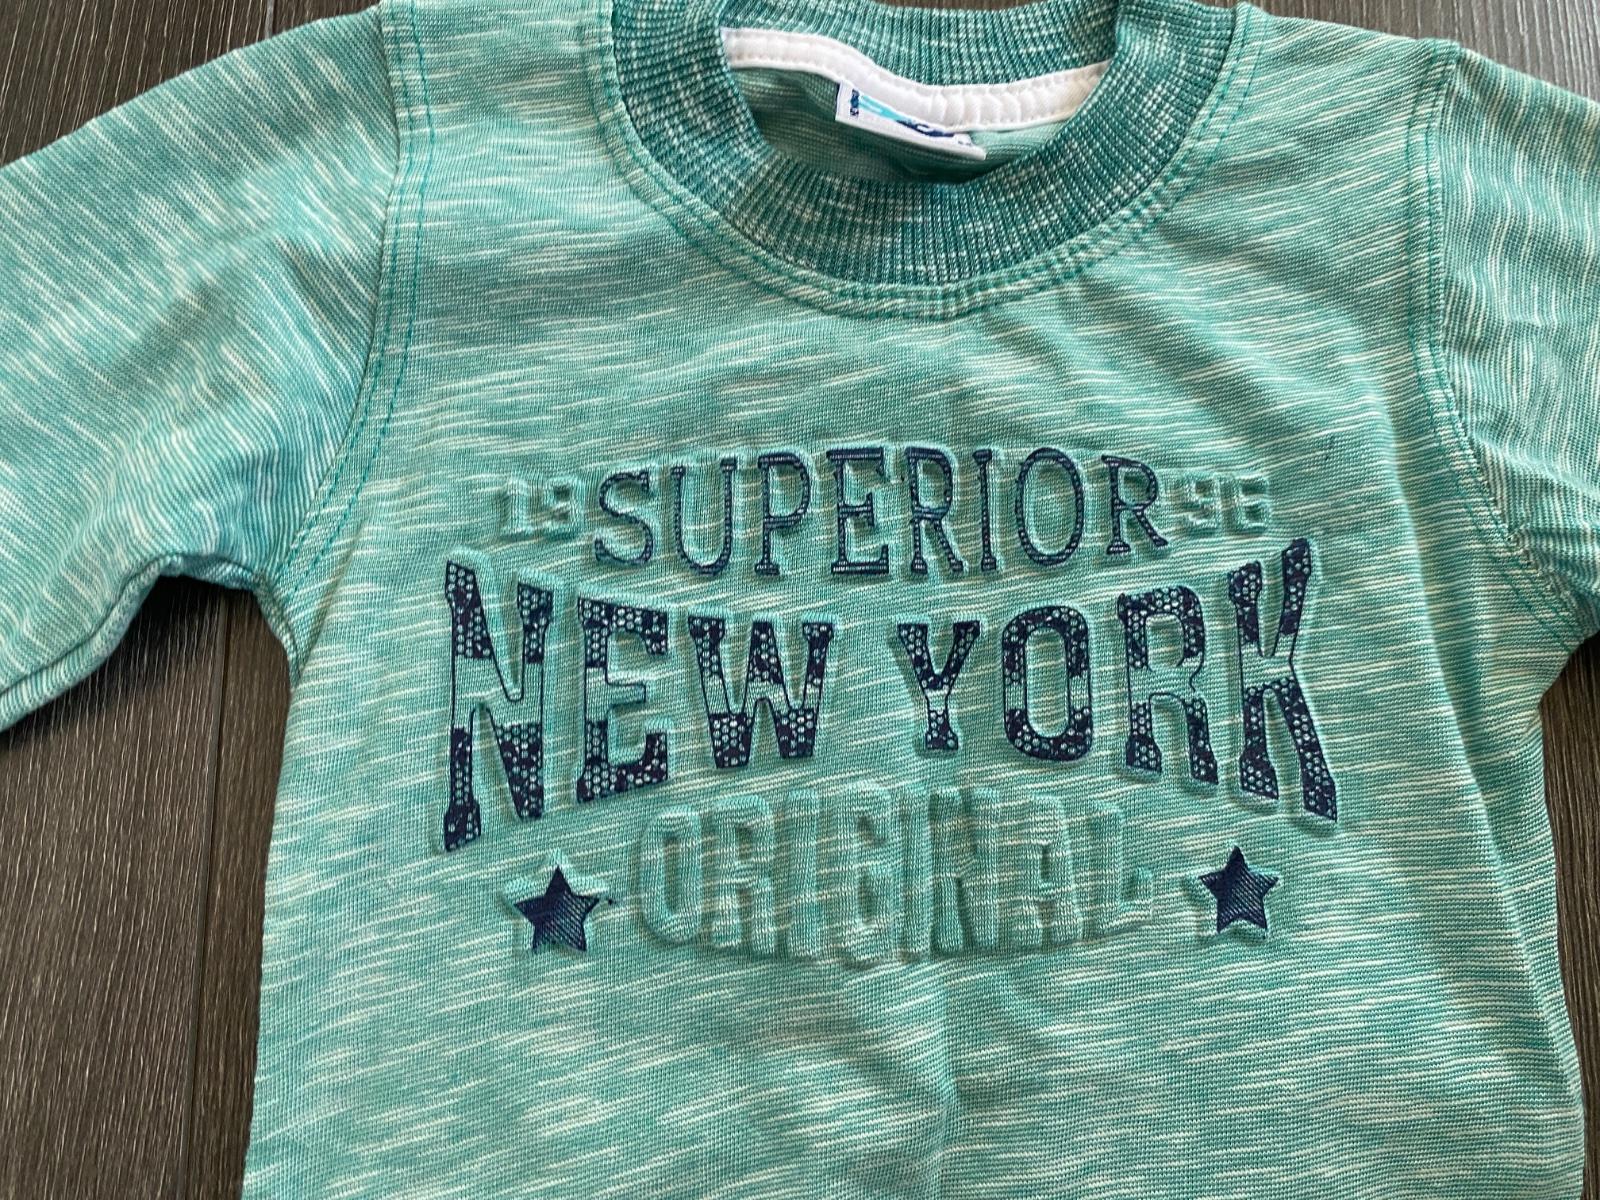 19 SUPERIOR 96
NEW YORK
ORIGINAL